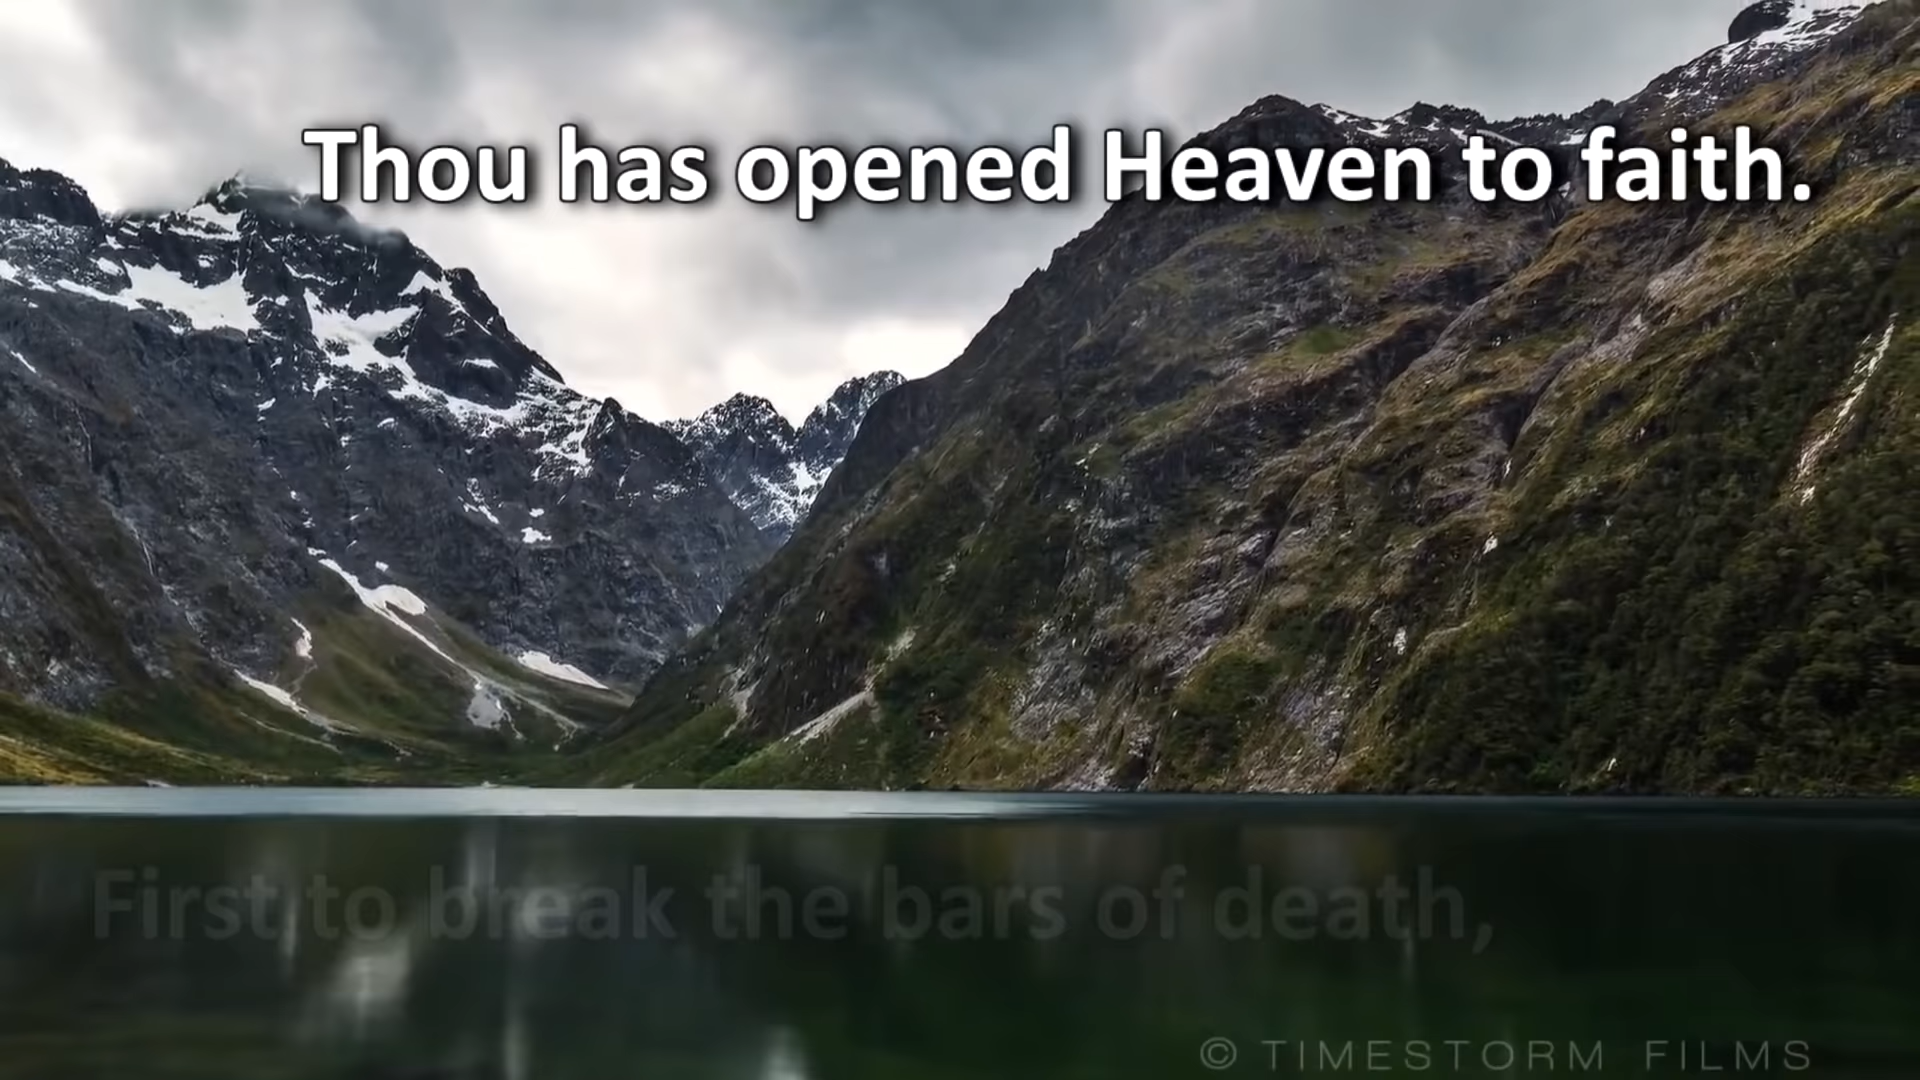 Thou has opened Heaven to faith.
First to break the bars of death,
© TIMESTORM FILMS